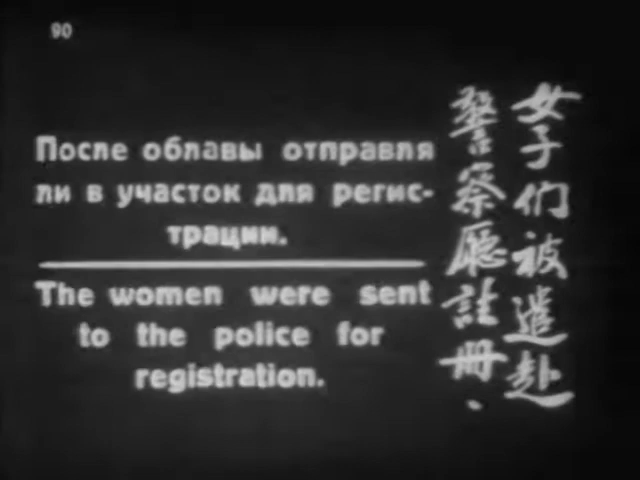 90
После облавы отправля
ли в участок для регис-
трации.
The women were sent
to the police for
registration.
女子们被遣赴
警察廳註冊.